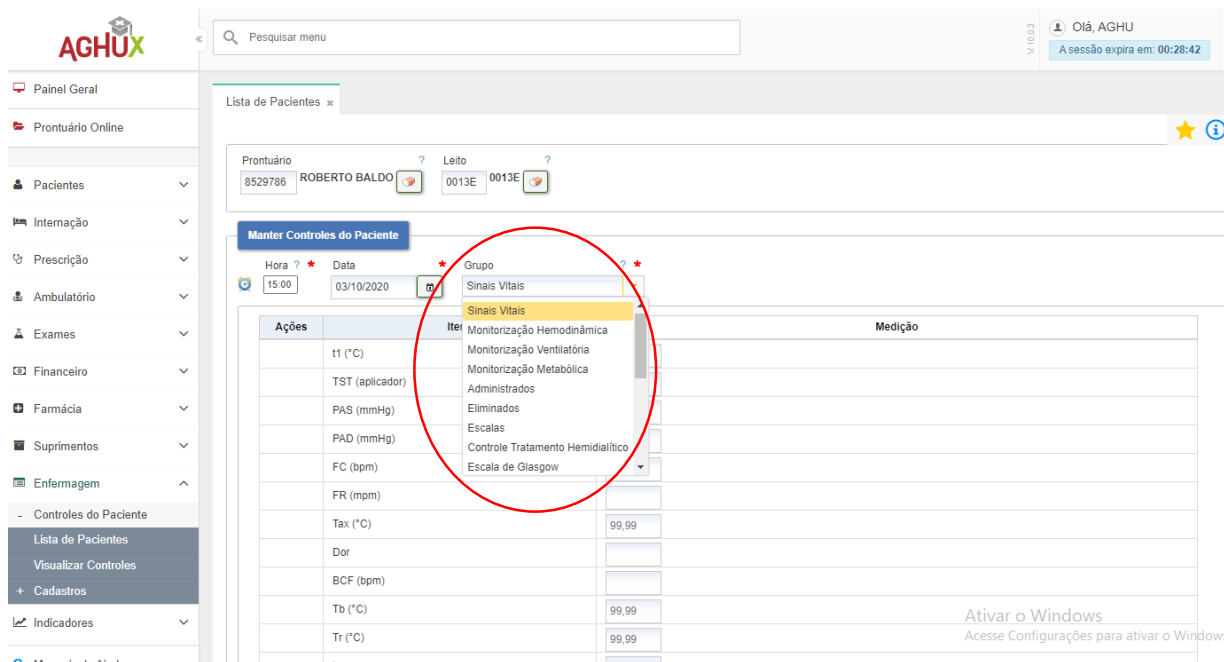 AGHUX
«
Pesquisar menu
V. 10.0.3
Olá, AGHU
A sessão expira em: 00:28:42
Painel Geral
Prontuário Online
Pacientes
Internação
Prescrição
Ambulatório
Exames
Financeiro
Farmácia
Suprimentos
Enfermagem
- Controles do Paciente
Lista de Pacientes
Visualizar Controles
+ Cadastros
Indicadores
Lista de Pacientes ×
Prontuário ? Leito ?
8529786 ROBERTO BALDO 0013E 0013E
Manter Controles do Paciente
Hora ? * Data * Grupo ? *
15:00 03/10/2020 Sinais Vitais
Sinais Vitais
Monitorização Hemodinâmica
Monitorização Ventilatória
Monitorização Metabólica
Administrados
Eliminados
Escalas
Controle Tratamento Hemidialítico
Escala de Glasgow
Ações Medição
t1 (°C)
TST (aplicador)
PAS (mmHg)
PAD (mmHg)
FC (bpm)
FR (mpm)
Tax (°C) 99,99
Dor
BCF (bpm)
Tb (°C) 99,99
Tr (°C) 99,99
Ativar o Windows
Acesse Configurações para ativar o Windows